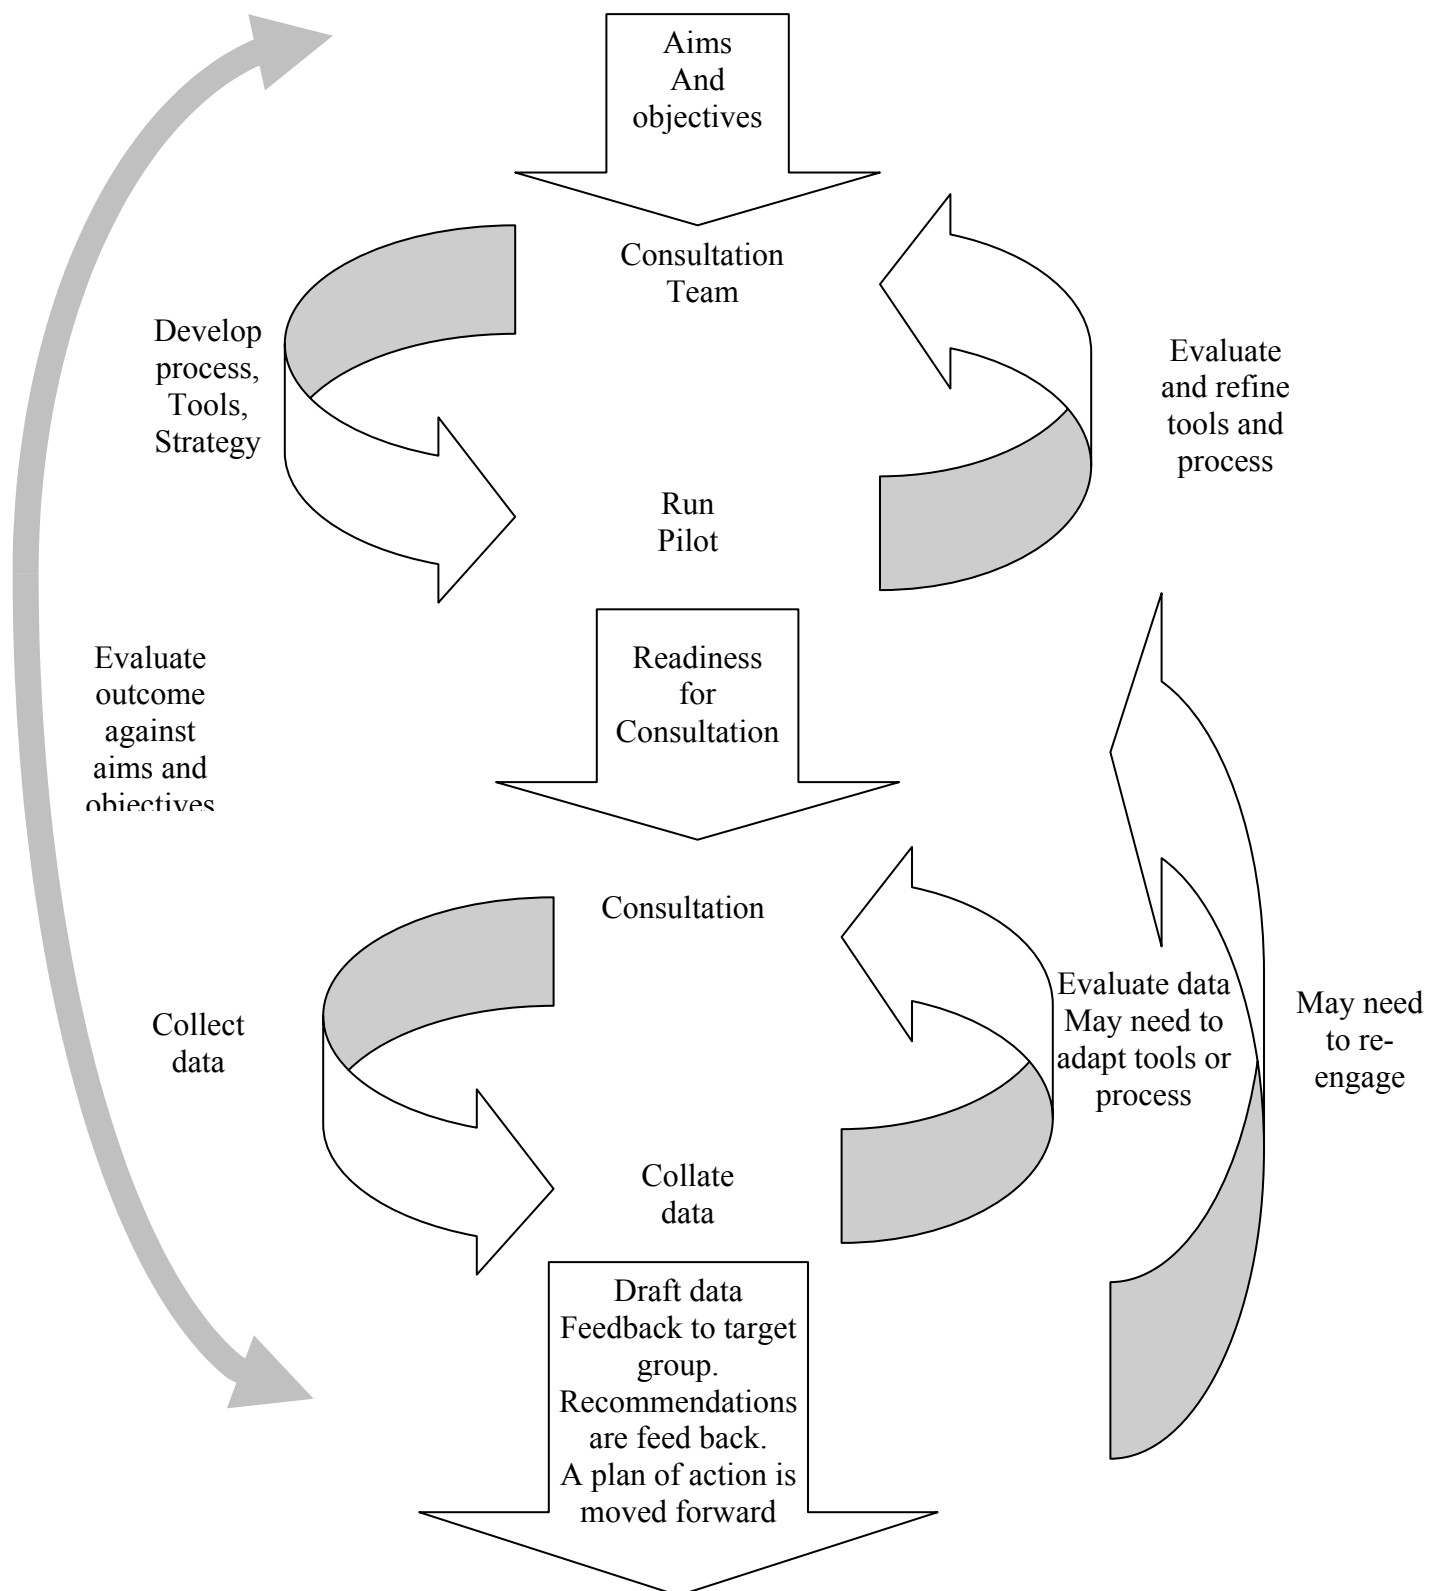 Aims
And
objectives
Consultation
Team
Develop
process,
Tools,
Strategy
Evaluate
and refine
tools and
process
Run
Pilot
Evaluate
outcome
against
aims and
objectives
Readiness
for
Consultation
Consultation
Collect
data
Evaluate data
May need to
adapt tools or
process
May need
to re-
engage
Collate
data
Draft data
Feedback to target
group.
Recommendations
are feed back.
A plan of action is
moved forward